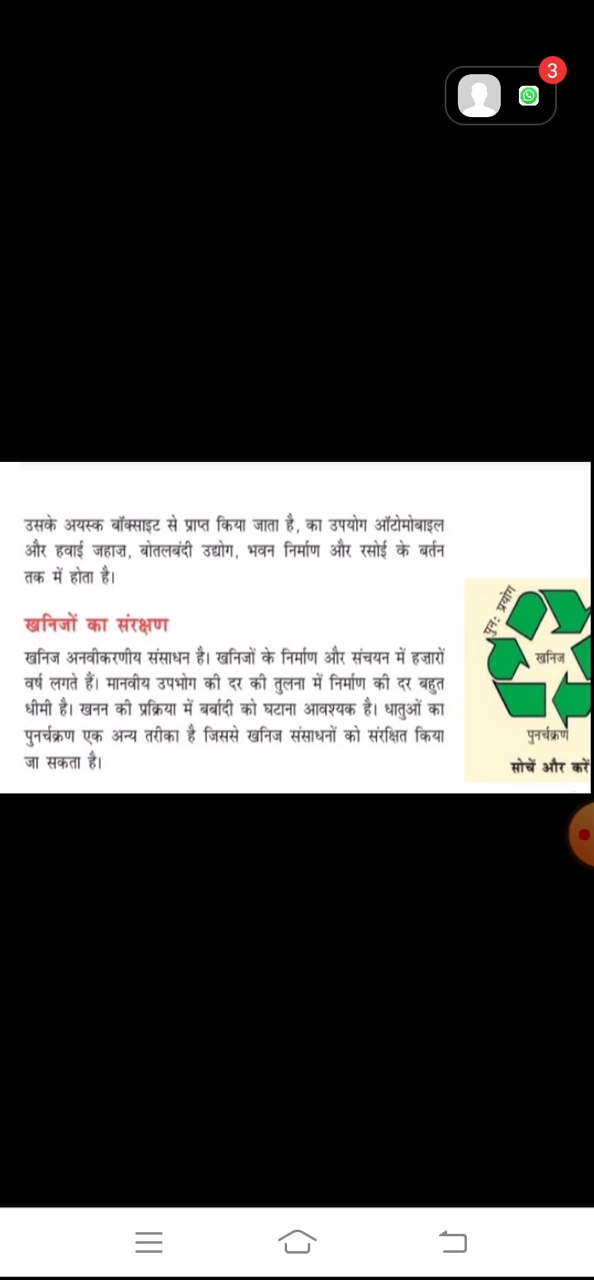 3
उसके अयस्क बॉक्साइट से प्राप्त किया जाता है, का उपयोग ऑटोमोबाइल
और हवाई जहाज़, बोतलबंदी उद्योग, भवन निर्माण और रसोई के बर्तन
तक में होता है।
खनिजों का संरक्षण
खनिज अनवीकरणीय संसाधन है। खनिजों के निर्माण और संचयन में हज़ारों
वर्ष लगते हैं। मानवीय उपभोग की दर की तुलना में निर्माण की दर बहुत
धीमी है। खनन की प्रक्रिया में बर्बादी को घटाना आवश्यक है। धातुओं का
पुनर्चक्रण एक अन्य तरीका है जिससे खनिज संसाधनों को संरक्षित किया
जा सकता है।
पुन: प्रयोग
खनिज
पुनर्चक्रण
सोचें और करें